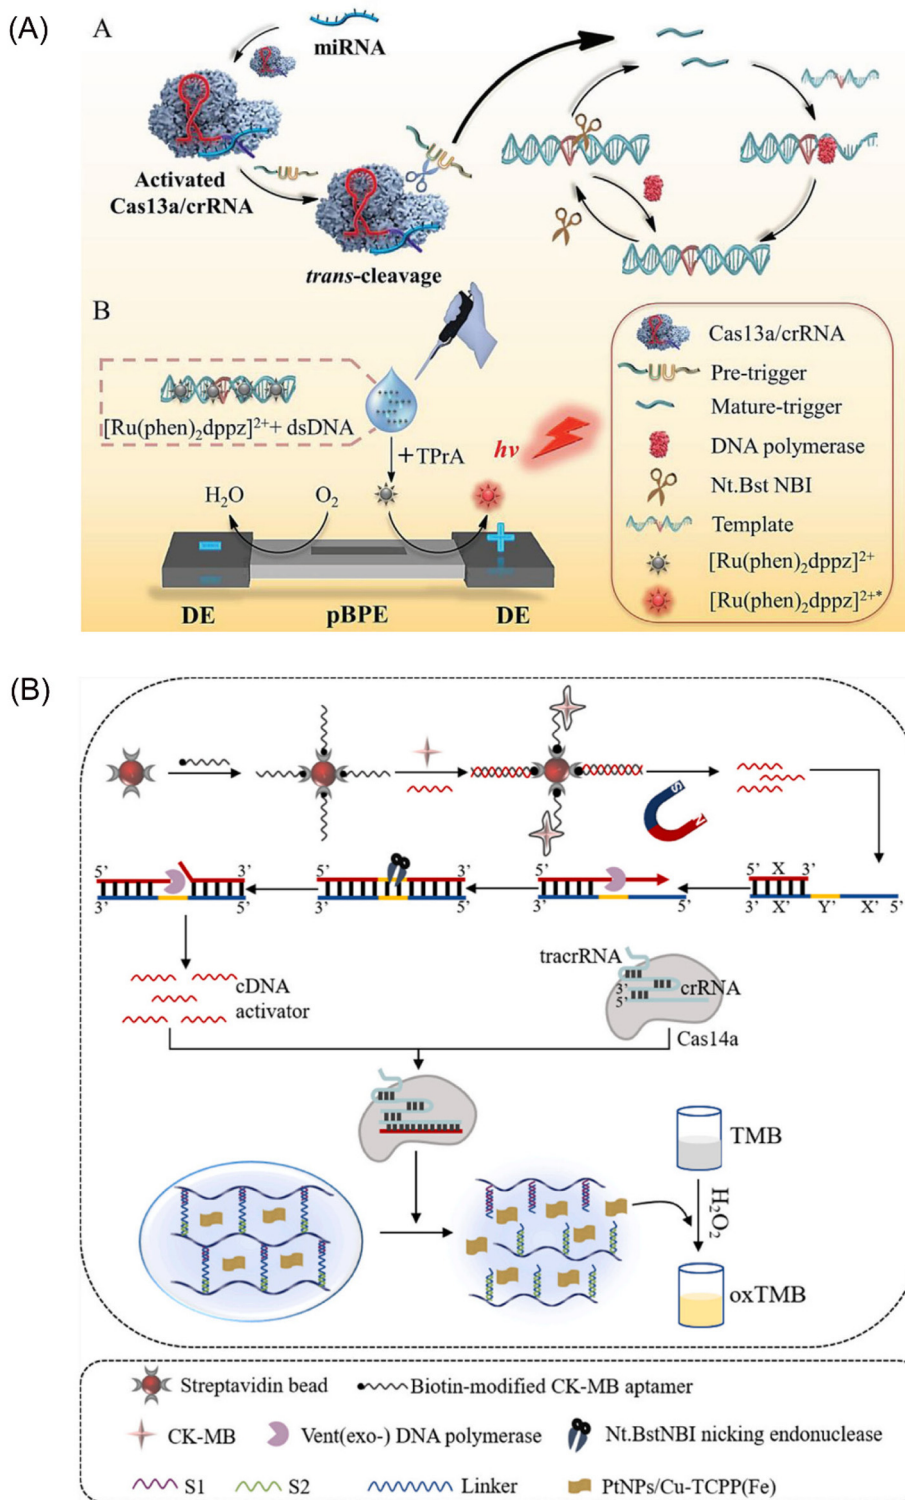 (A)
A
miRNA
Activated
Cas13a/crRNA
trans-cleavage
B
[Ru(phen)₂dppz]²⁺+ dsDNA
+TPrA
hv
H₂O
O₂
DE
pBPE
DE
Cas13a/crRNA
Pre-trigger
Mature-trigger
DNA polymerase
Nt.Bst NBI
Template
[Ru(phen)₂dppz]²⁺
[Ru(phen)₂dppz]²⁺*
(B)
S
N
5’ 3’
3’ 5’
5’ 3’
3’ 5’
5’
3’ 5’
5’ X 3’
3’ X’ Y’ X’ 5’
cDNA
activator
tracrRNA
3’ crRNA
5’
Cas14a
TMB
H₂O₂
oxTMB
Streptavidin bead
Biotin-modified CK-MB aptamer
CK-MB
Vent(exo-) DNA polymerase
Nt.BstNBI nicking endonuclease
S1
S2
Linker
PtNPs/Cu-TCPP(Fe)